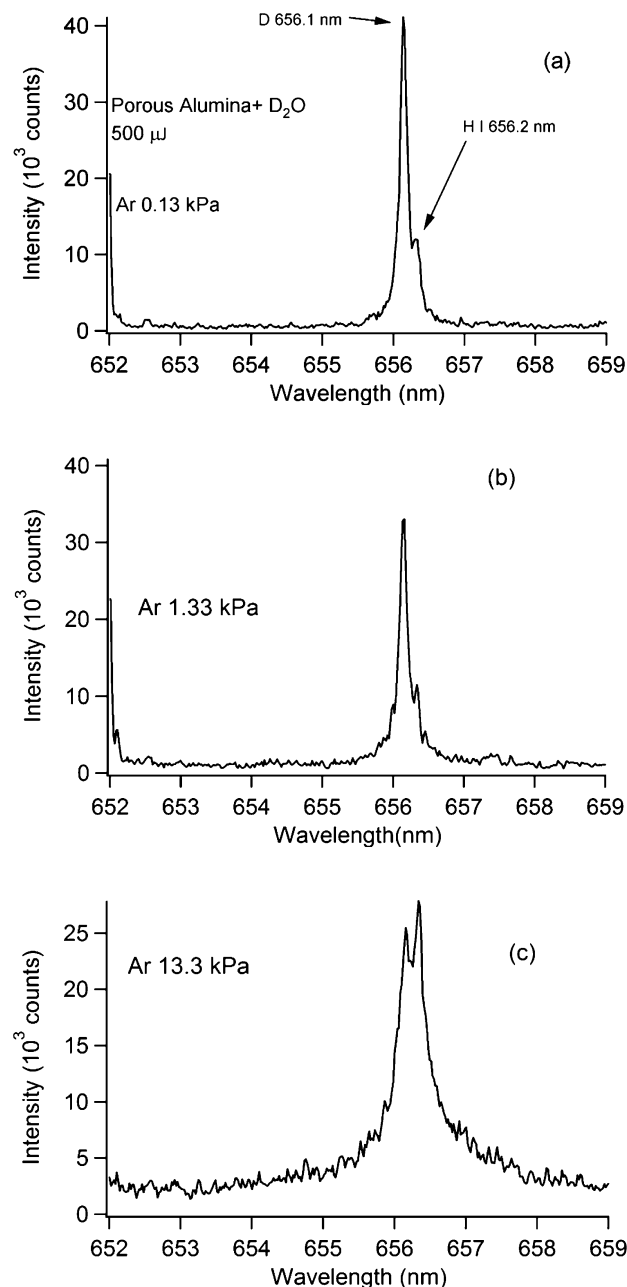 D 656.1 nm
(a)
Porous Alumina+ D₂O
500 µJ
H I 656.2 nm
Ar 0.13 kPa
Intensity (10³ counts)
40
30
20
10
0
652 653 654 655 656 657 658 659
Wavelength (nm)
(b)
Ar 1.33 kPa
Intensity (10³ counts)
40
30
20
10
0
652 653 654 655 656 657 658 659
Wavelength(nm)
(c)
Ar 13.3 kPa
Intensity (10³ counts)
25
20
15
10
5
0
652 653 654 655 656 657 658 659
Wavelength (nm)